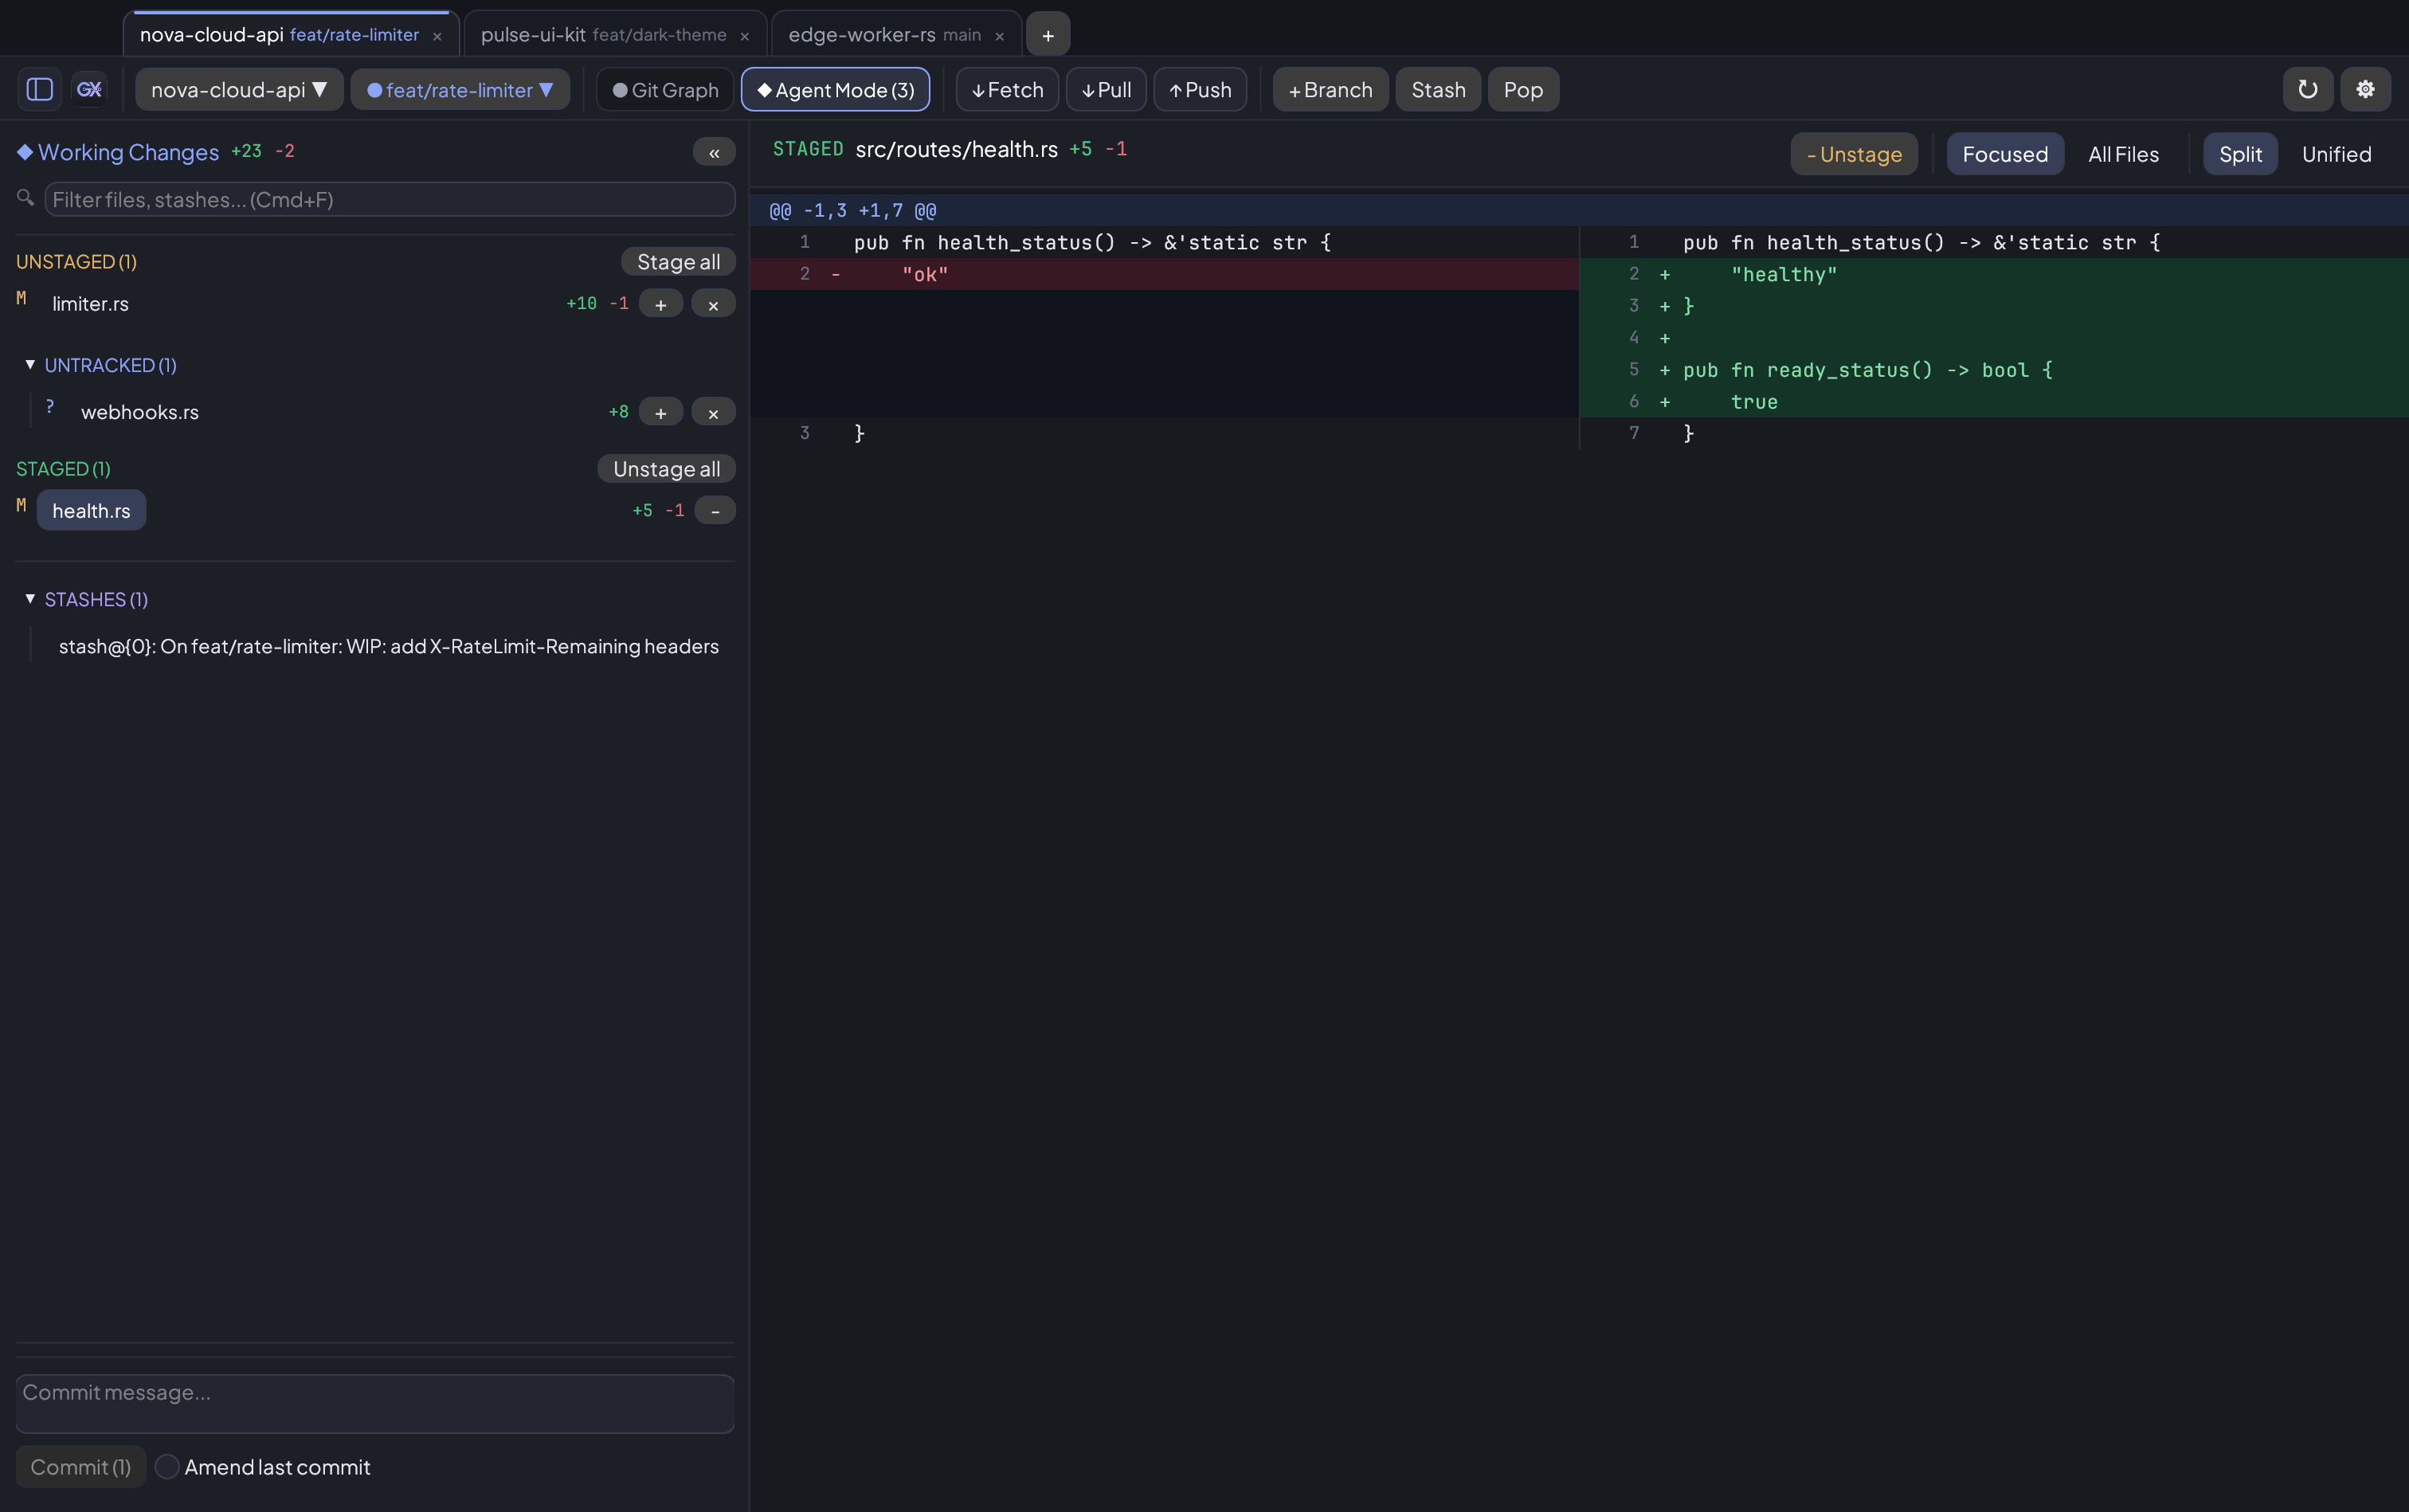 nova-cloud-api feat/rate-limiter × pulse-ui-kit feat/dark-theme × edge-worker-rs main × +
GX nova-cloud-api ▼ ●feat/rate-limiter ▼ ●Git Graph ◆Agent Mode (3) ↓Fetch ↓Pull ↑Push +Branch Stash Pop
◆Working Changes +23 -2 «
Filter files, stashes... (Cmd+F)
UNSTAGED (1) Stage all
M limiter.rs +10 -1 + ×
▼ UNTRACKED (1)
? webhooks.rs +8 + ×
STAGED (1) Unstage all
M health.rs +5 -1 -
▼ STASHES (1)
stash@{0}: On feat/rate-limiter: WIP: add X-RateLimit-Remaining headers
Commit message...
Commit (1) Amend last commit
STAGED src/routes/health.rs +5 -1 - Unstage Focused All Files Split Unified
@@ -1,3 +1,7 @@
1 pub fn health_status() -> &'static str {
2 - "ok"
3 }
1 pub fn health_status() -> &'static str {
2 + "healthy"
3 + }
4 +
5 + pub fn ready_status() -> bool {
6 + true
7 }